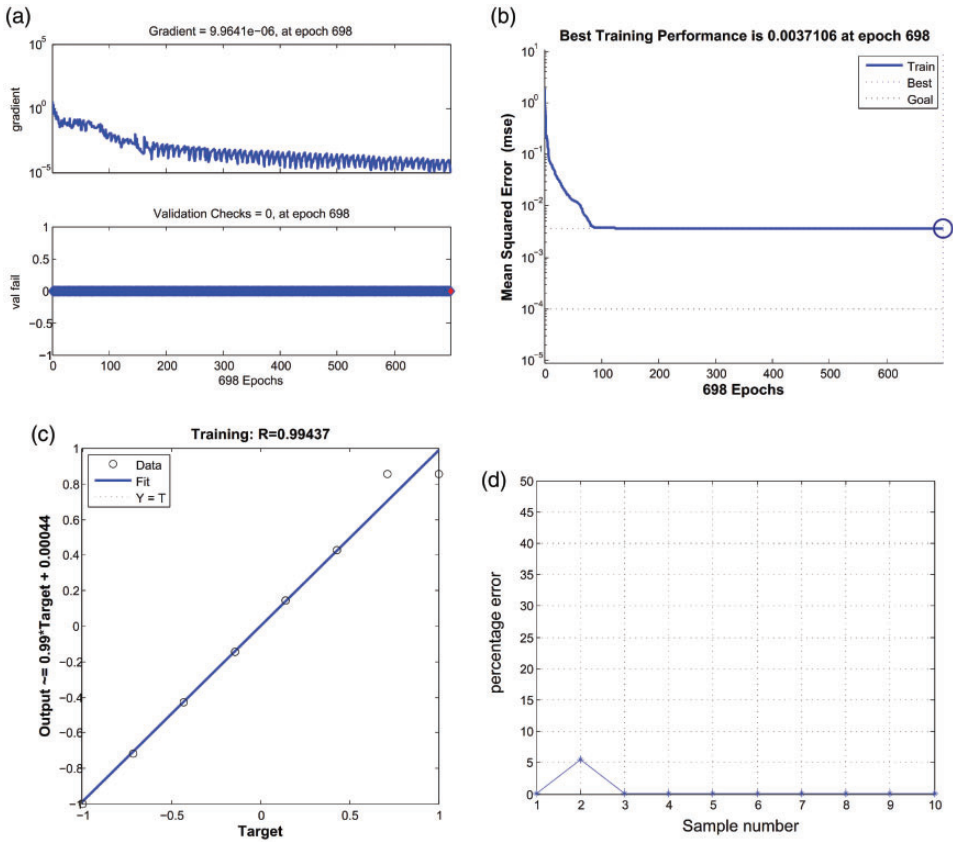 (a)
Gradient = 9.9641e−06, at epoch 698
10^5
10^0
10^−5
gradient
Validation Checks = 0, at epoch 698
1
0.5
0
−0.5
−1
val fail
0 100 200 300 400 500 600
698 Epochs
(b)
Best Training Performance is 0.0037106 at epoch 698
10^1
10^0
10^−1
10^−2
10^−3
10^−4
10^−5
Mean Squared Error (mse)
Train
Best
Goal
0 100 200 300 400 500 600
698 Epochs
(c)
Training: R=0.99437
1
0.8
0.6
0.4
0.2
0
−0.2
−0.4
−0.6
−0.8
−1
Output ~= 0.99*Target + 0.00044
Data
Fit
Y = T
−1 −0.5 0 0.5 1
Target
(d)
50
45
40
35
30
25
20
15
10
5
0
percentage error
1 2 3 4 5 6 7 8 9 10
Sample number